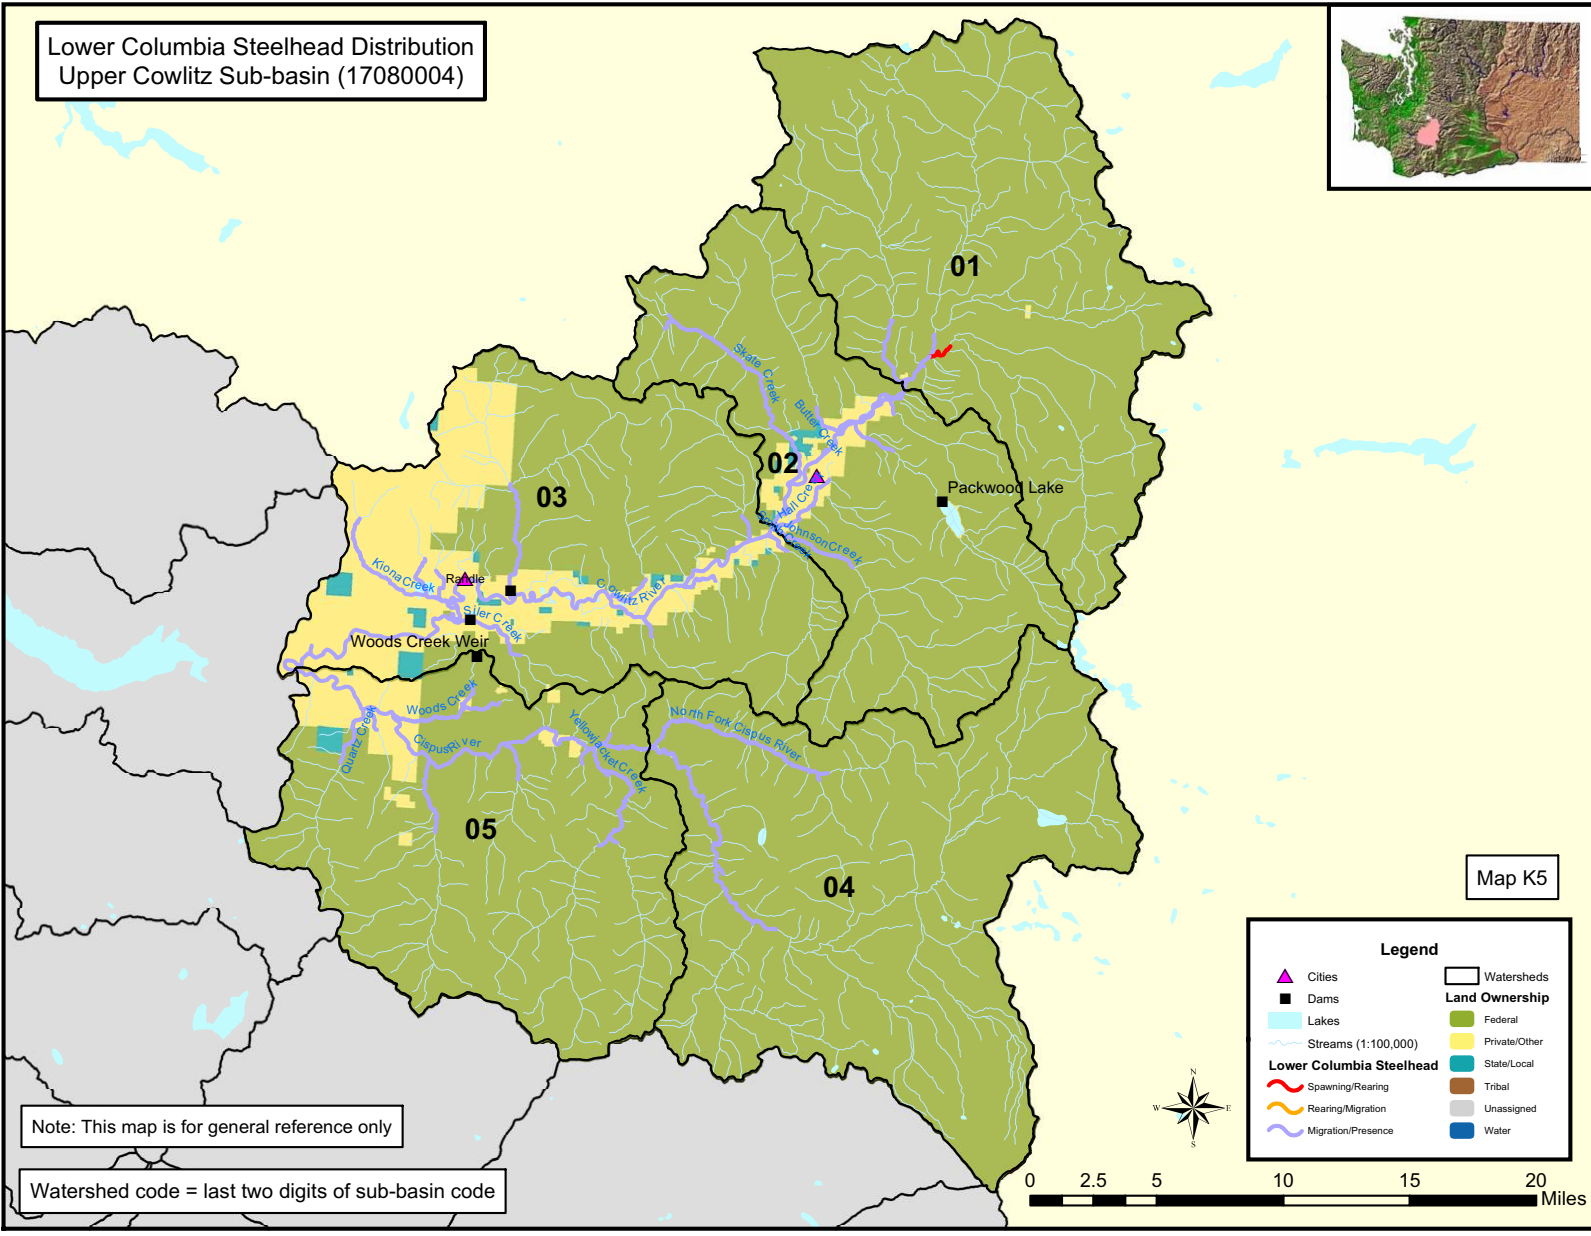 Lower Columbia Steelhead Distribution
Upper Cowlitz Sub-basin (17080004)
01
Skate Creek
Butter Creek
02
Packwood Lake
03
Hall Cree
Johnson Creek
Kiona Creek
Randle
Cowlitz River
Siler Creek
Woods Creek Weir
Woods Creek
North Fork Cispus River
Quartz Creek
Cispus River
Yellowjacket Creek
05
04
Map K5
Legend
Cities
Dams
Lakes
Streams (1:100,000)
Lower Columbia Steelhead
Spawning/Rearing
Rearing/Migration
Migration/Presence
Watersheds
Land Ownership
Federal
Private/Other
State/Local
Tribal
Unassigned
Water
N
W
E
S
Note: This map is for general reference only
Watershed code = last two digits of sub-basin code
0 2.5 5 10 15 20
Miles